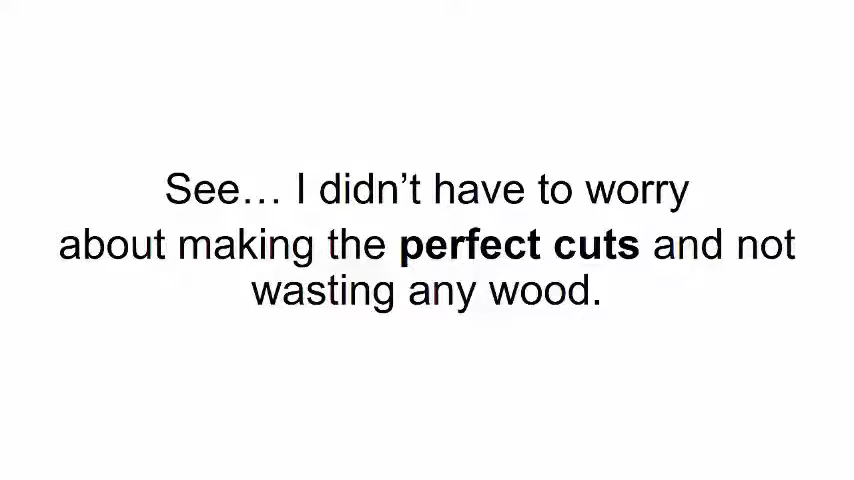 See… I didn’t have to worry
about making the perfect cuts and not
wasting any wood.